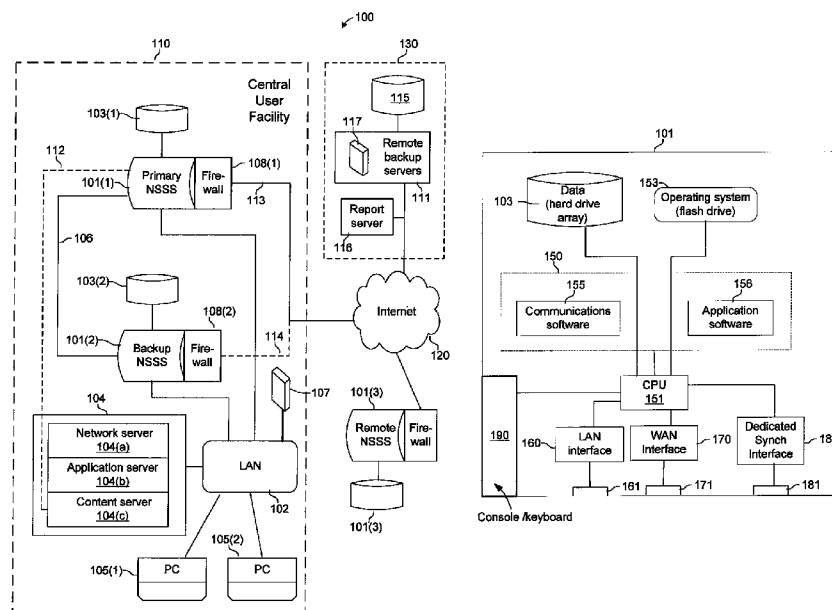 100
110
Central
User
Facility
103(1)
112
108(1)
Primary
NSSS
Fire-
wall
101(1)
113
106
103(2)
108(2)
101(2)
Backup
NSSS
Fire-
wall
114
104
107
Network server
104(a)
Application server
104(b)
Content server
104(c)
LAN
102
105(2)
105(1)
PC
PC
130
115
117
Remote
backup
servers
111
Report
server
116
Internet
120
101(3)
Remote
NSSS
Fire-
wall
101(3)
101
103
Data
(hard drive
array)
153
Operating system
(flash drive)
150
155
Communications
software
156
Application
software
CPU
151
190
160
LAN
interface
WAN
Interface
170
Dedicated
Synch
Interface
161
171
181
Console /keyboard